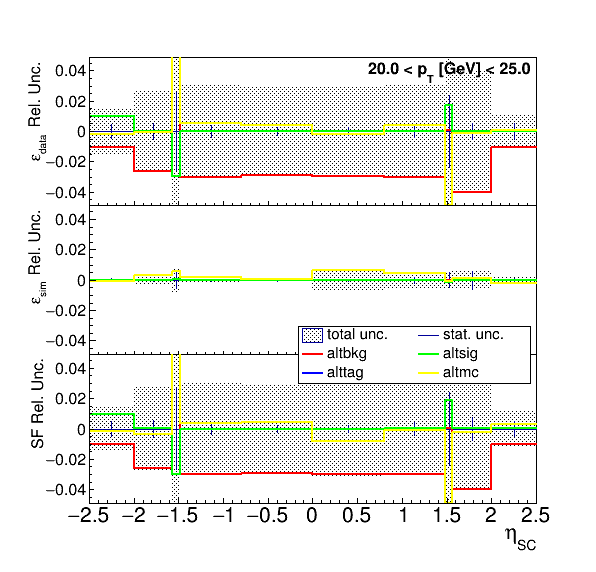 20.0 < p_T [GeV] < 25.0
ε_data Rel. Unc.
0.04
0.02
0
−0.02
−0.04
ε_sim Rel. Unc.
0.04
0.02
0
−0.02
−0.04
total unc. stat. unc.
altbkg altsig
alttag altmc
SF Rel. Unc.
0.04
0.02
0
−0.02
−0.04
−2.5 −2 −1.5 −1 −0.5 0 0.5 1 1.5 2 2.5
η_SC